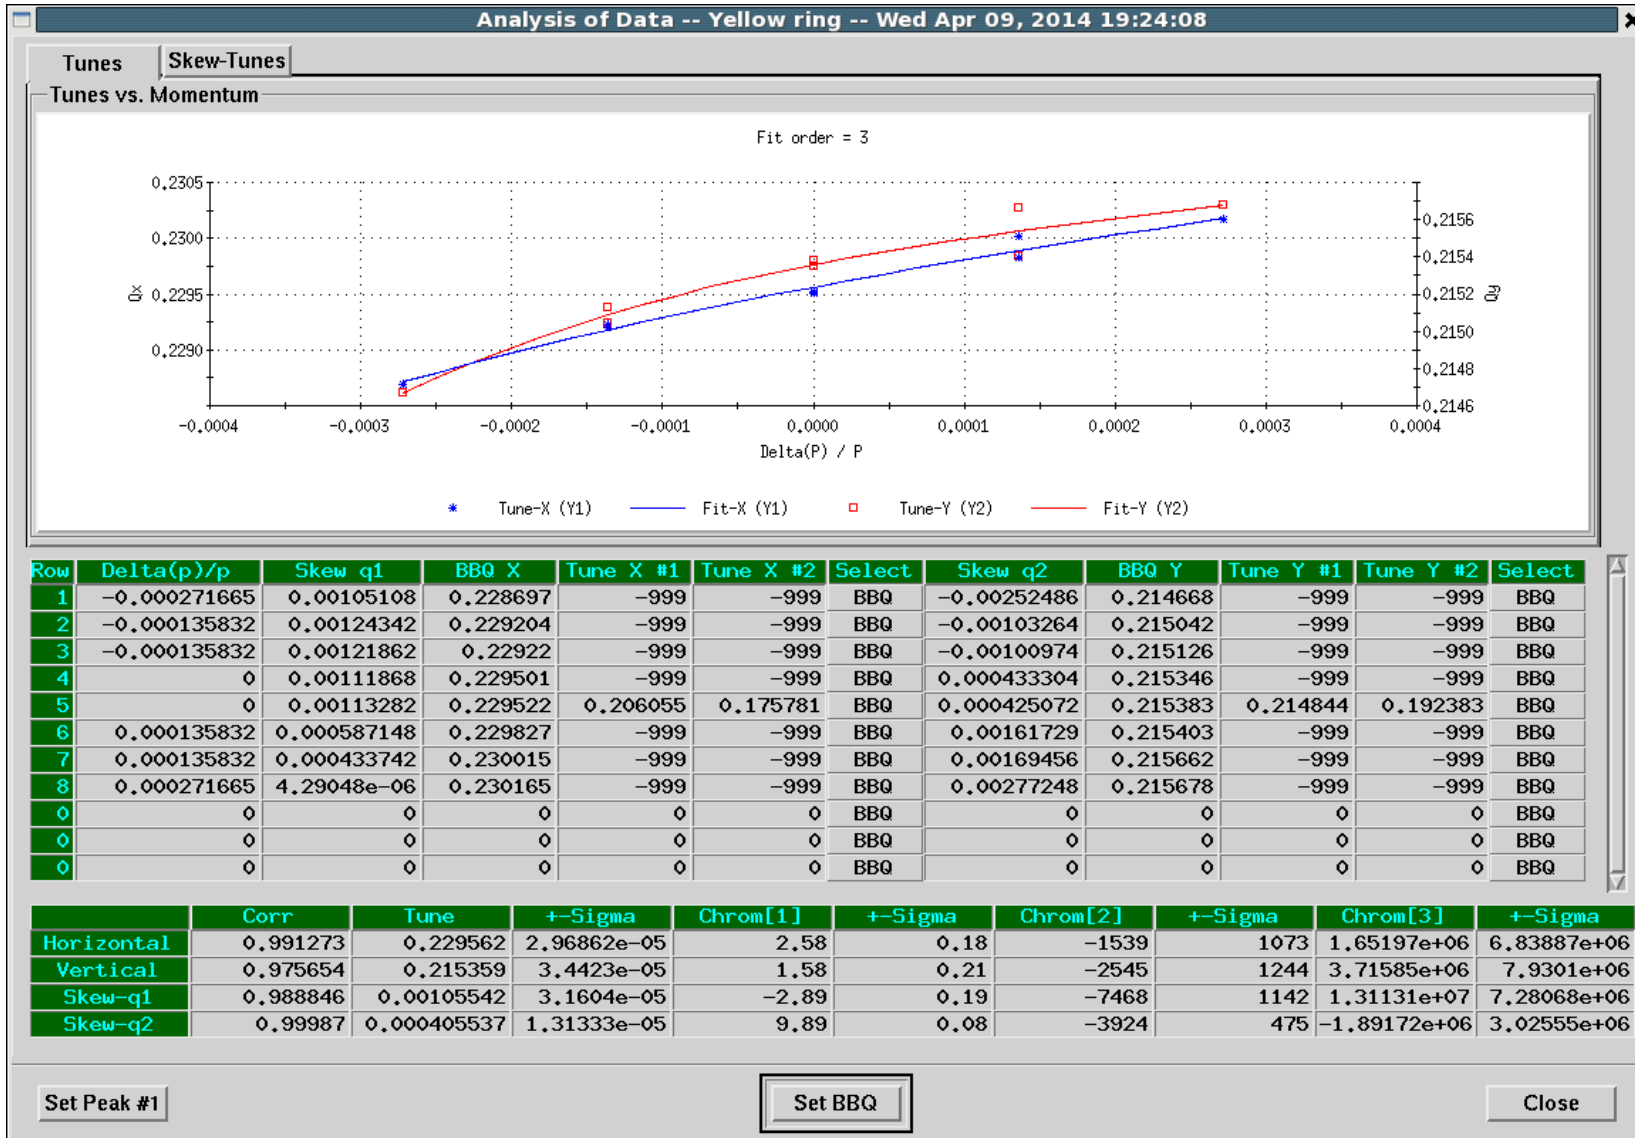 Analysis of Data -- Yellow ring -- Wed Apr 09, 2014 19:24:08
Tunes Skew-Tunes
Tunes vs. Momentum
Fit order = 3
0.2305
0.2300
0.2295
0.2290
Qx
0.2156
0.2154
0.2152
0.2150
0.2148
0.2146
Qy
-0.0004 -0.0003 -0.0002 -0.0001 0.0000 0.0001 0.0002 0.0003 0.0004
Delta(P) / P
Tune-X (Y1) Fit-X (Y1) Tune-Y (Y2) Fit-Y (Y2)
Row Delta(p)/p Skew q1 BBQ X Tune X #1 Tune X #2 Select Skew q2 BBQ Y Tune Y #1 Tune Y #2 Select
1 -0.000271665 0.00105108 0.228697 -999 -999 BBQ -0.00252486 0.214668 -999 -999 BBQ
2 -0.000135832 0.00124342 0.229204 -999 -999 BBQ -0.00103264 0.215042 -999 -999 BBQ
3 -0.000135832 0.00121862 0.22922 -999 -999 BBQ -0.00100974 0.215126 -999 -999 BBQ
4 0 0.00111868 0.229501 -999 -999 BBQ 0.000433304 0.215346 -999 -999 BBQ
5 0 0.00113282 0.229522 0.206055 0.175781 BBQ 0.000425072 0.215383 0.214844 0.192383 BBQ
6 0.000135832 0.000587148 0.229827 -999 -999 BBQ 0.00161729 0.215403 -999 -999 BBQ
7 0.000135832 0.000433742 0.230015 -999 -999 BBQ 0.00169456 0.215662 -999 -999 BBQ
8 0.000271665 4.29048e-06 0.230165 -999 -999 BBQ 0.00277248 0.215678 -999 -999 BBQ
0 0 0 0 0 0 BBQ 0 0 0 0 BBQ
0 0 0 0 0 0 BBQ 0 0 0 0 BBQ
0 0 0 0 0 0 BBQ 0 0 0 0 BBQ
Corr Tune +-Sigma Chrom[1] +-Sigma Chrom[2] +-Sigma Chrom[3] +-Sigma
Horizontal 0.991273 0.229562 2.96862e-05 2.58 0.18 -1539 1073 1.65197e+06 6.83887e+06
Vertical 0.975654 0.215359 3.4423e-05 1.58 0.21 -2545 1244 3.71585e+06 7.9301e+06
Skew-q1 0.988846 0.00105542 3.1604e-05 -2.89 0.19 -7468 1142 1.31131e+07 7.28068e+06
Skew-q2 0.99987 0.000405537 1.31333e-05 9.89 0.08 -3924 475 -1.89172e+06 3.02555e+06
Set Peak #1 Set BBQ Close